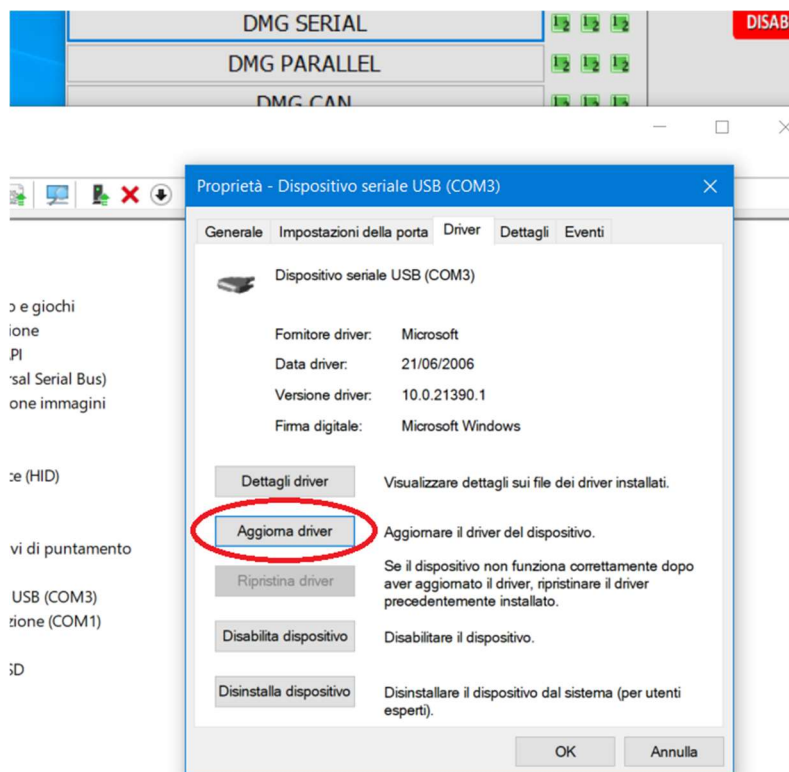 DMG SERIAL
DISAB
DMG PARALLEL
DMG CAN
Proprietà - Dispositivo seriale USB (COM3)
Generale
Impostazioni della porta
Driver
Dettagli
Eventi
Dispositivo seriale USB (COM3)
o e giochi
ione
PI
rsal Serial Bus)
one immagini
Fornitore driver: Microsoft
Data driver: 21/06/2006
Versione driver: 10.0.21390.1
Firma digitale: Microsoft Windows
ce (HID)
Dettagli driver
Visualizzare dettagli sui file dei driver installati.
Aggiorna driver
Aggiornare il driver del dispositivo.
vi di puntamento
Ripristina driver
Se il dispositivo non funziona correttamente dopo
aver aggiornato il driver, ripristinare il driver
precedentemente installato.
USB (COM3)
zione (COM1)
Disabilita dispositivo
Disabilitare il dispositivo.
SD
Disinstalla dispositivo
Disinstallare il dispositivo dal sistema (per utenti
esperti).
OK
Annulla